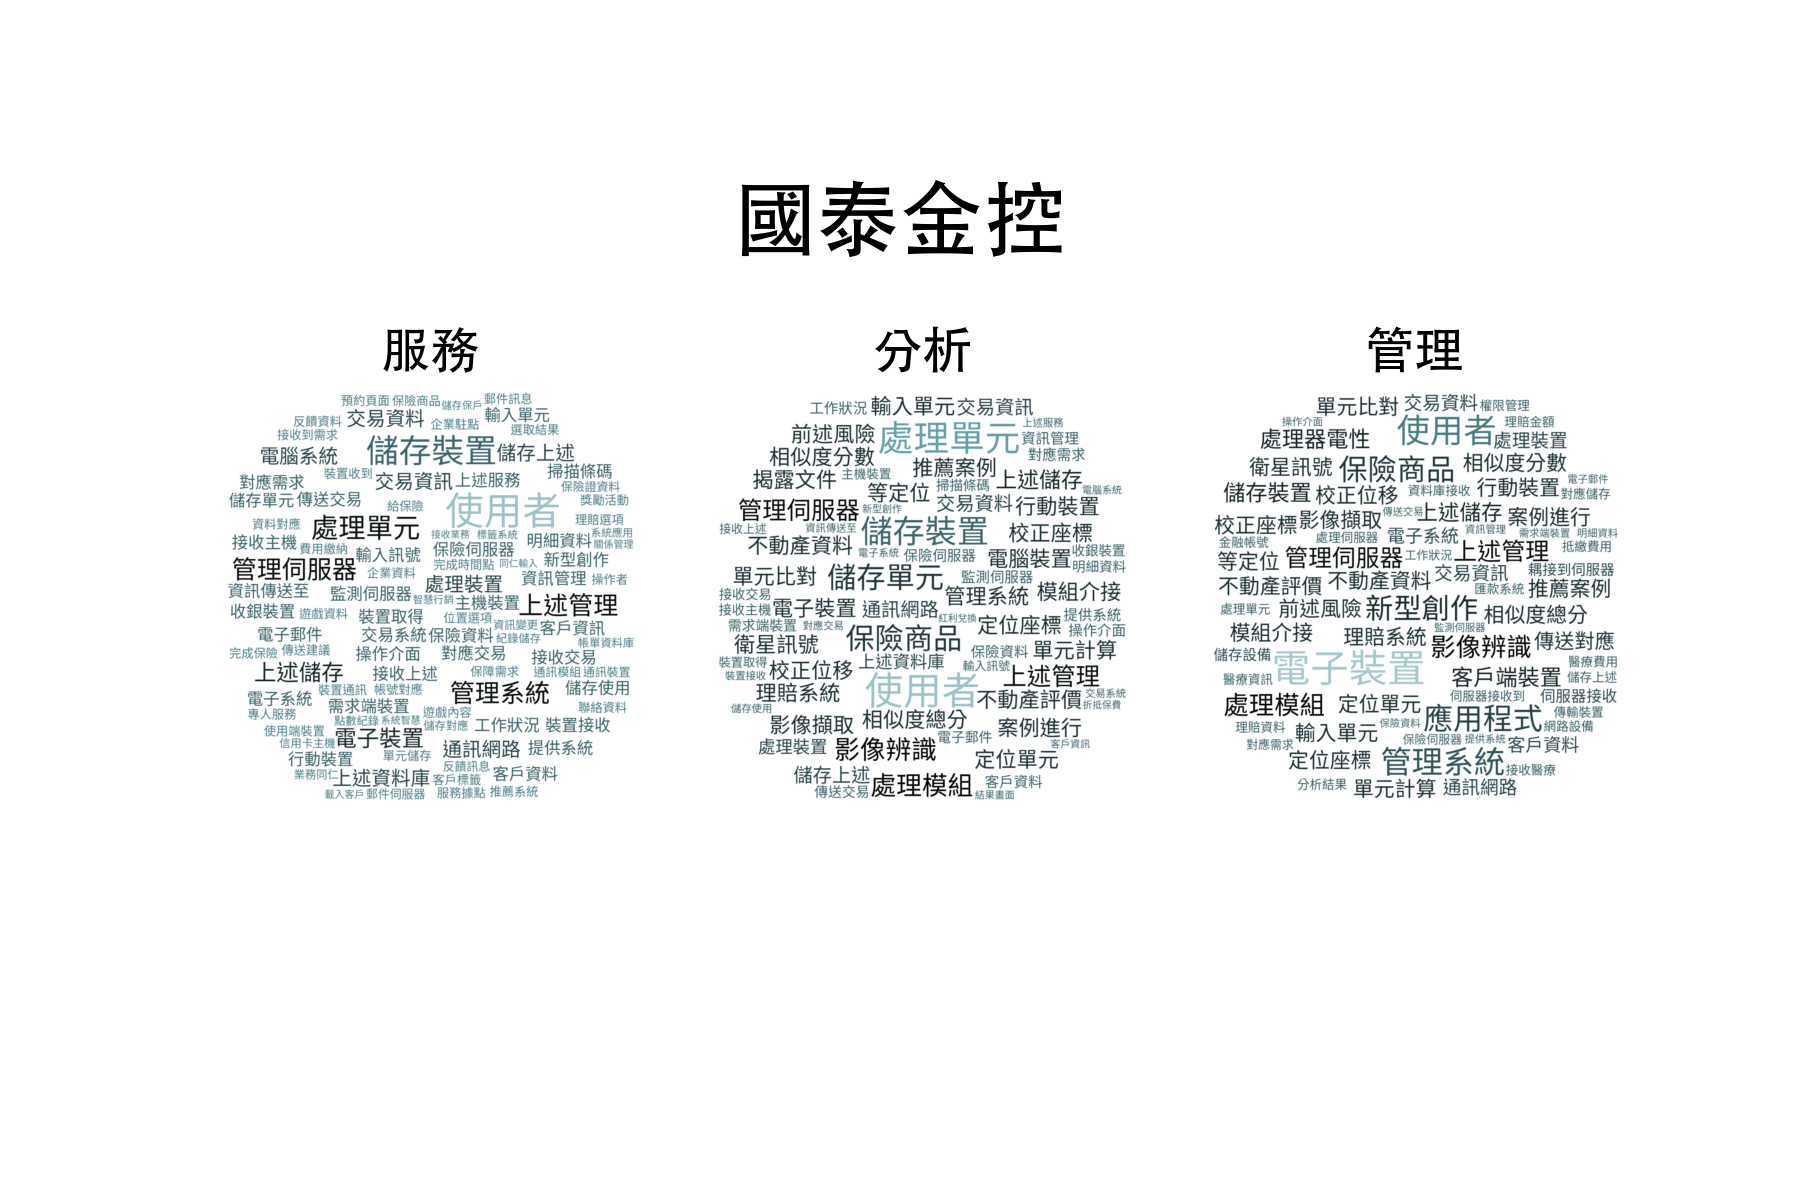 國泰金控
服務
預約頁面 保險商品 儲存保戶 郵件訊息
反饋資料 交易資料 企業駐點 輸入單元
接收到需求 選取結果
電腦系統 儲存裝置 儲存上述
對應需求 裝置收到 交易資訊 上述服務 掃描條碼
保險證資料
儲存單元 傳送交易 給保險 使用者 獎勵活動
資料對應 處理單元 理賠選項
接收業務 標籤系統 明細資料 系統應用
接收主機 費用繳納 輸入訊號 保險伺服器 關係管理
管理伺服器 企業資料 完成時間點 同仁輸入 新型創作
處理裝置 資訊管理 操作者
資訊傳送至 監測伺服器 智慧行銷 主機裝置 上述管理
收銀裝置 遊戲資料 裝置取得 位置選項 資訊變更 客戶資訊
電子郵件 交易系統 保險資料 紀錄儲存 帳單資料庫
完成保險 傳送建議 操作介面 對應交易 接收交易
上述儲存 接收上述 保障需求 通訊模組 通訊裝置
電子系統 裝置通訊 帳號對應 管理系統 儲存使用
專人服務 需求端裝置 遊戲內容 聯絡資料
使用端裝置 點數紀錄 系統智慧 儲存對應 工作狀況 裝置接收
信用卡主機 電子裝置 單元儲存 通訊網路 提供系統
行動裝置 反饋訊息
業務同仁 上述資料庫 客戶標籤 客戶資料
載入客戶 郵件伺服器 服務據點 推薦系統
分析
工作狀況 輸入單元 交易資訊
前述風險 處理單元 上述服務
資訊管理
相似度分數 推薦案例 對應需求
揭露文件 主機裝置 上述儲存
等定位 掃描條碼 電腦系統
管理伺服器 新型創作 交易資料 行動裝置
接收上述 資訊傳送至 儲存裝置 校正座標
不動產資料 電子系統 保險伺服器 電腦裝置 收銀裝置
明細資料
單元比對 儲存單元 監測伺服器
接收交易 管理系統 模組介接
接收主機 電子裝置 通訊網路 紅利兌換 定位座標 提供系統
需求端裝置 對應交易 操作介面
衛星訊號 保險商品 保險資料 單元計算
裝置取得 校正位移 上述資料庫 輸入訊號 上述管理
裝置接收
理賠系統 使用者 不動產評價 交易系統
儲存使用 折抵保費
影像擷取 相似度總分 案例進行
處理裝置 影像辨識 電子郵件 客戶資訊
定位單元
儲存上述 處理模組 客戶資料
傳送交易 結果畫面
管理
單元比對 交易資料 權限管理
操作介面 使用者 理賠金額
處理器電性 處理裝置
衛星訊號 保險商品 相似度分數
儲存裝置 校正位移 資料庫接收 行動裝置 電子郵件
對應儲存
校正座標 影像擷取 傳送交易 上述儲存 案例進行
金融帳號 處理伺服器 電子系統 資訊管理 需求端裝置 明細資料
等定位 管理伺服器 工作狀況 上述管理 抵繳費用
不動產評價 不動產資料 交易資訊 耦接到伺服器
匯款系統 推薦案例
處理單元 前述風險 新型創作 相似度總分
模組介接 理賠系統 監測伺服器 影像辨識 傳送對應
儲存設備 電子裝置 醫療費用
醫療資訊 客戶端裝置 儲存上述
處理模組 定位單元 伺服器接收到 伺服器接收
理賠資料 輸入單元 保險資料 應用程式 傳輸裝置
網路設備
對應需求 保險伺服器 提供系統 客戶資料
定位座標 管理系統 接收醫療
分析結果 單元計算 通訊網路